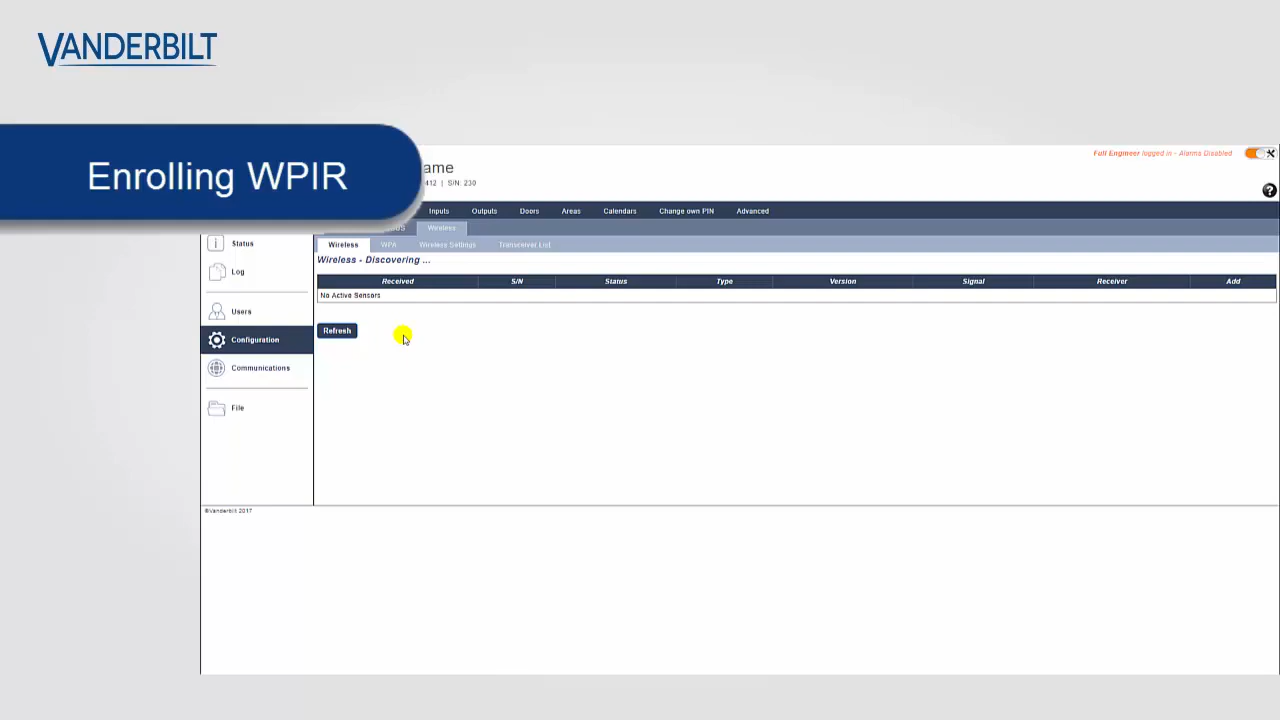 VANDERBILT
Enrolling WPIR
ame
Full Engineer logged in - Alarms Disabled
412 | S/N: 230
?
Inputs Outputs Doors Areas Calendars Change own PIN Advanced
Wireless
Status
Wireless WPA Wireless Settings Transceiver List
Wireless - Discovering ...
Log
Received S/N Status Type Version Signal Receiver Add
No Active Sensors
Users
Refresh
Configuration
Communications
File
©Vanderbilt 2017